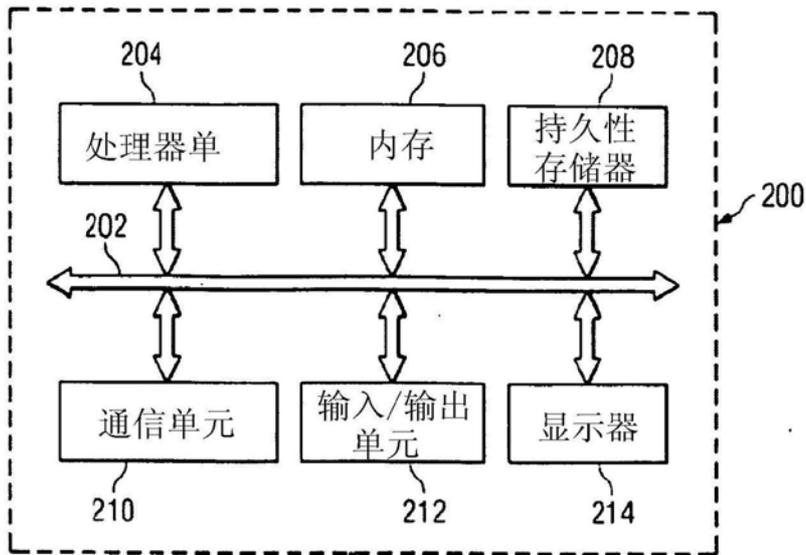 204
206
208
处理器单
内存
持久性
存储器
200
202
通信单元
输入/输出
单元
显示器
210
212
214